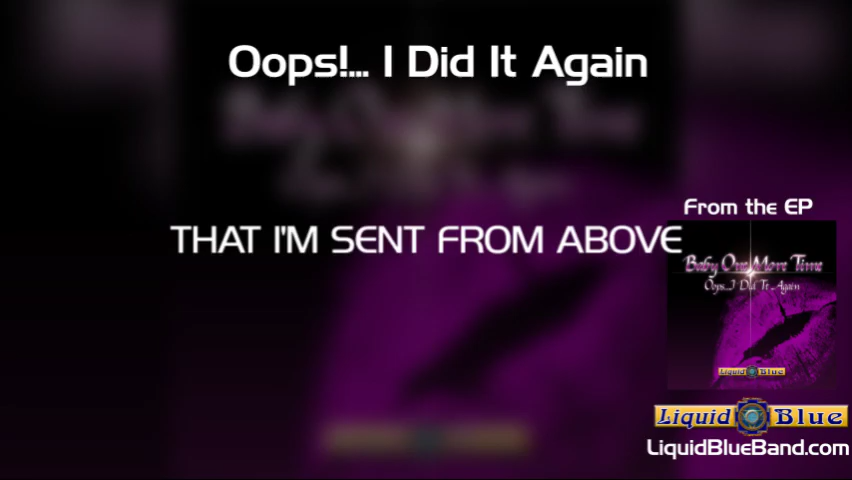 Oops!... I Did It Again
From the EP
THAT I'M SENT FROM ABOVE
Baby One More Time
Oops...I Did It Again
Liquid Blue
Liquid Blue
LiquidBlueBand.com